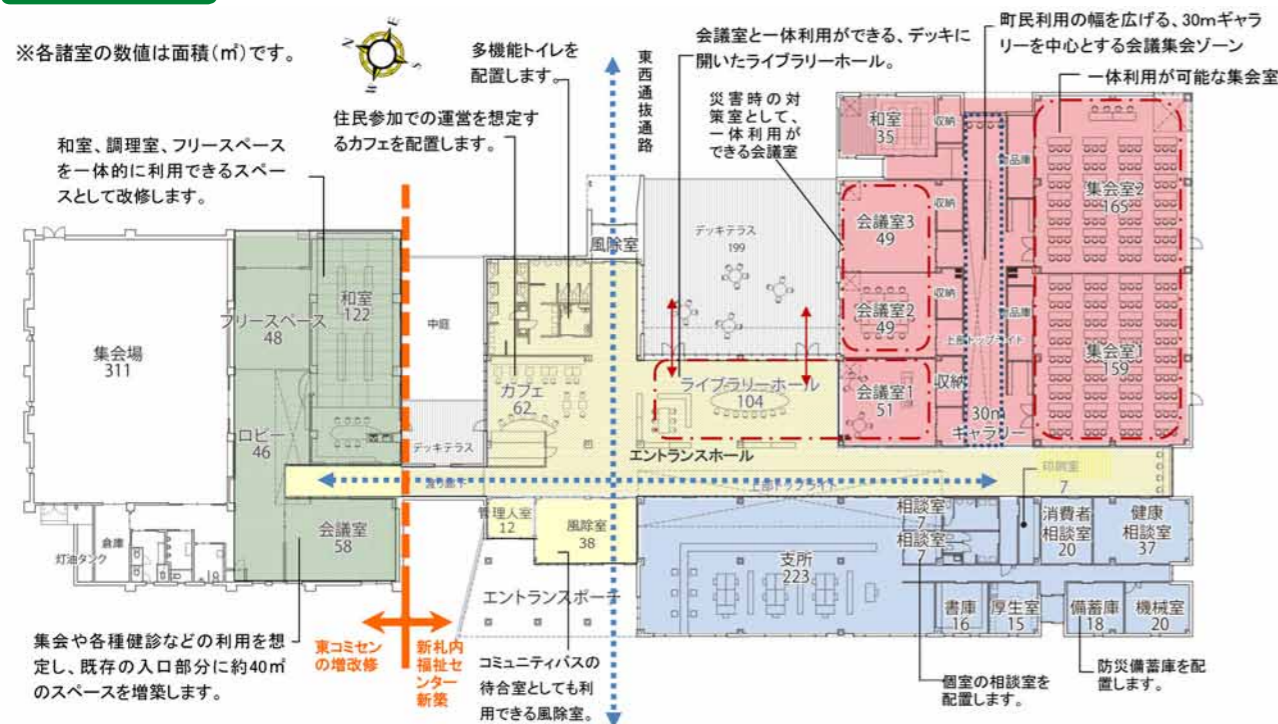 ※各諸室の数値は面積(㎡)です。
N
E
S
多機能トイレを
配置します。
東西通抜通路
会議室と一体利用ができる、デッキに
開いたライブラリーホール。
町民利用の幅を広げる、30mギャラ
リーを中心とする会議集会ゾーン
一体利用が可能な集会室
住民参加での運営を想定す
るカフェを配置します。
災害時の対
策室として、
一体利用が
できる会議室
和室、調理室、フリースペース
を一体的に利用できるスペー
スとして改修します。
和室
35
収納
集会室2
165
会議室3
49
収納
風除室
デッキテラス
199
和室
122
フリースペース
48
中庭
集会場
311
会議室2
49
収納
上部トップライト
集会室1
159
カフェ
62
ライブラリーホール
104
会議室1
51
収納
30m
ギャラリー
ロビー
46
デッキテラス
エントランスホール
渡り廊下
上部トップライト
印刷室
7
管理人室
12
風除室
38
会議室
58
倉庫
灯油タンク
相談室
7
相談室
7
消費者
相談室
20
健康
相談室
37
支所
223
エントランスポーチ
書庫
16
厚生室
15
備蓄庫
18
機械室
20
集会や各種健診などの利用を想
定し、既存の入口部分に約40㎡
のスペースを増築します。
東コミセン
の増改修
新札内
福祉セ
ンター
新築
コミュニティバスの
待合室としても利
用できる風除室。
個室の相談室を
配置します。
防災備蓄庫を配
置します。